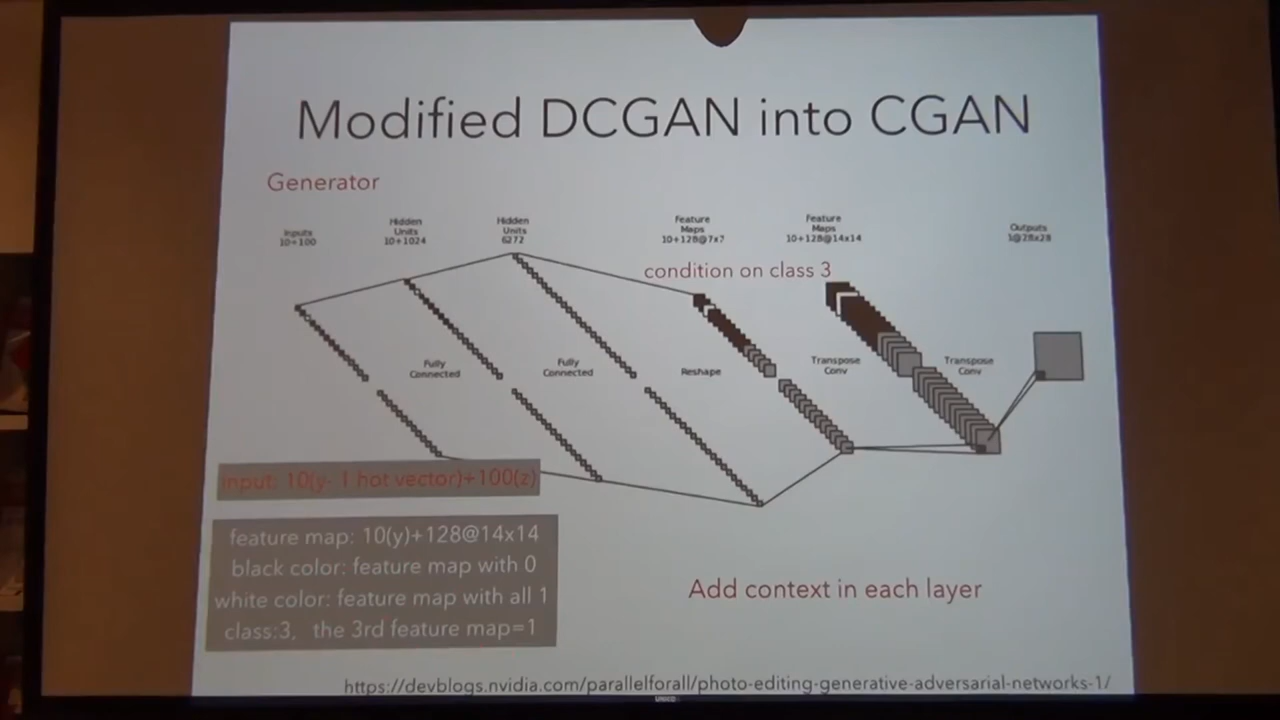 Modified DCGAN into CGAN
Generator
Inputs
10+100
Hidden
Units
10+1024
Hidden
Units
6272
Feature
Maps
10+128@7x7
Feature
Maps
10+128@14x14
Outputs
1@28x28
condition on class 3
Fully
Connected
Fully
Connected
Reshape
Transpose
Conv
Transpose
Conv
input: 10(y- 1 hot vector)+100(z)
feature map: 10(y)+128@14x14
black color: feature map with 0
white color: feature map with all 1
class:3, the 3rd feature map=1
Add context in each layer
https://devblogs.nvidia.com/parallelforall/photo-editing-generative-adversarial-networks-1/